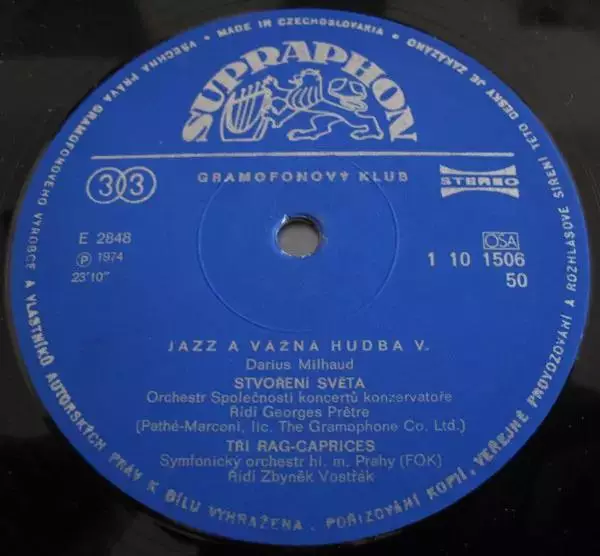 VŠECHNA PRÁVA GRAMOFONOVÉHO VÝROBCE A VLASTNÍKŮ AUTORSKÝCH PRÁV K DÍLU VYHRAŽENA . POŘIZOVÁNÍ KOPIÍ, VEŘEJNÉ PROVOZOVÁNÍ A ROZHLASOVÉ ŠÍŘENÍ TÉTO DESKY JE ZAKÁZÁNO • MADE IN CZECHOSLOVAKIA •
SUPRAPHON
GRAMOFONOVÝ KLUB
33
STEREO
E 2848
Ⓟ 1974
23'10"
OSA
1 10 1506
50
JAZZ A VÁŽNÁ HUDBA V.
Darius Milhaud
STVOŘENÍ SVĚTA
Orchestr Společnosti koncertů konzervatoře
Řídí Georges Prêtre
(Pathé-Marconi, lic. The Gramophone Co. Ltd.)
TŘI RAG-CAPRICES
Symfonický orchestr hl. m. Prahy (FOK)
Řídí Zbyněk Vostřák